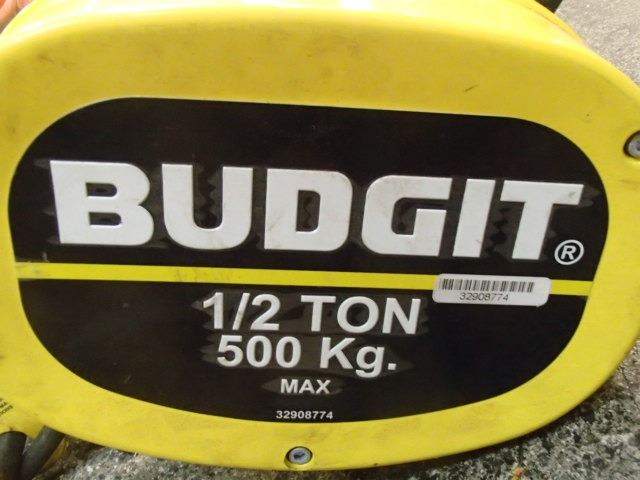 BUDGIT®
32908774
1/2 TON
500 Kg.
MAX
32908774